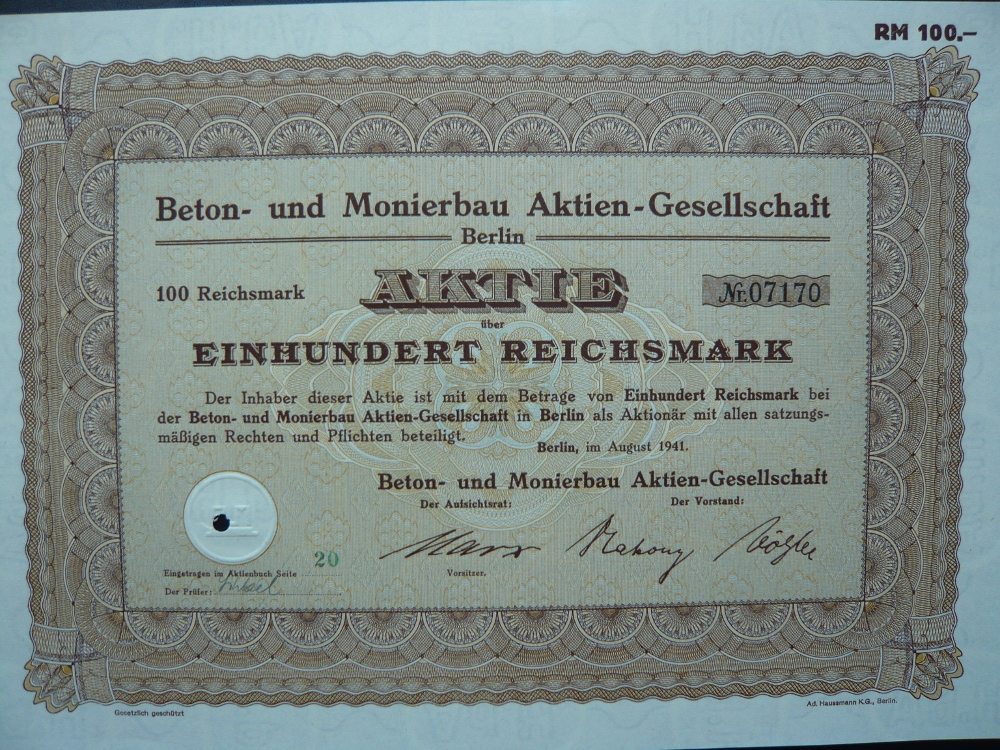 RM 100.–
Beton- und Monierbau Aktien-Gesellschaft
Berlin
100 Reichsmark
AKTIE
Nr. 07170
über
EINHUNDERT REICHSMARK
Der Inhaber dieser Aktie ist mit dem Betrage von Einhundert Reichsmark bei
der Beton- und Monierbau Aktien-Gesellschaft in Berlin als Aktionär mit allen satzungs-
mäßigen Rechten und Pflichten beteiligt.
Berlin, im August 1941.
Beton- und Monierbau Aktien-Gesellschaft
Der Aufsichtsrat:
Der Vorstand:
Eingetragen im Aktienbuch Seite 20
Vorsitzer.
Der Prüfer:
Gesetzlich geschützt
Ad. Haussmann K.G., Berlin.